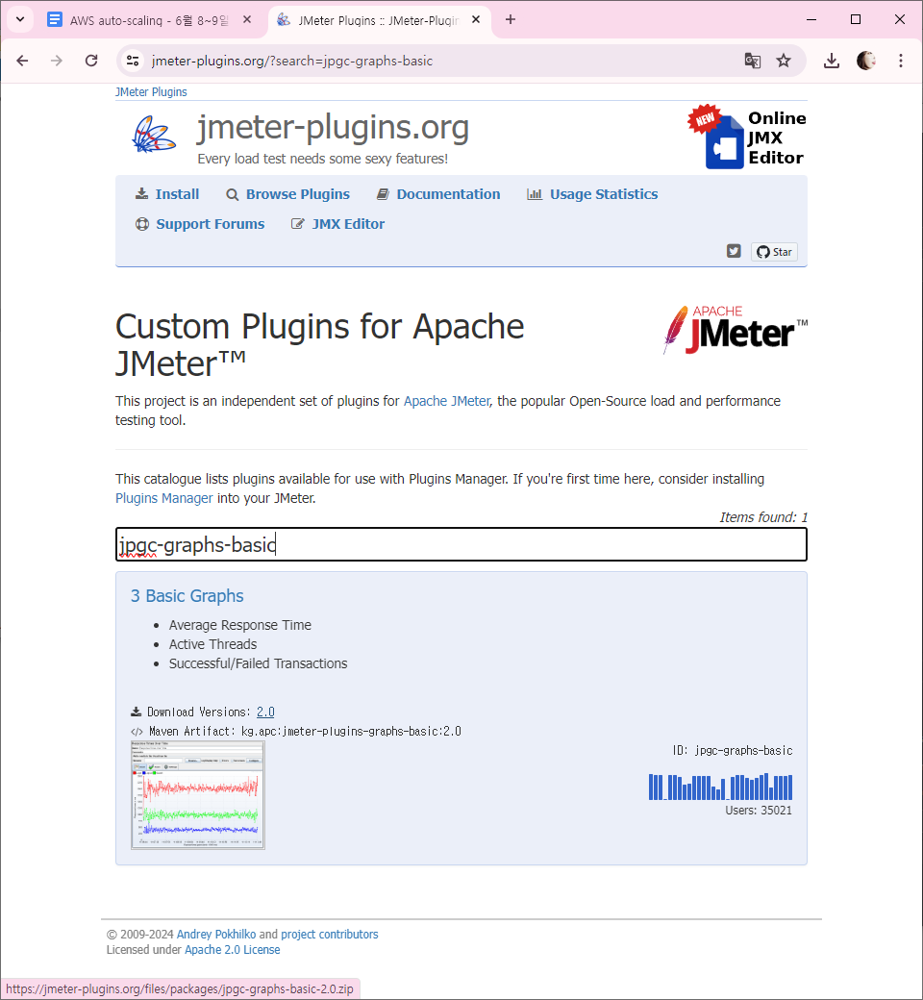 AWS auto-scaling - 6월 8~9일
JMeter Plugins :: JMeter-Plugin
jmeter-plugins.org/?search=jpgc-graphs-basic
JMeter Plugins
jmeter-plugins.org
Every load test needs some sexy features!
NEW
Online
JMX
Editor
Install
Browse Plugins
Documentation
Usage Statistics
Support Forums
JMX Editor
Star
Custom Plugins for Apache
JMeter™
APACHE
JMeter™
This project is an independent set of plugins for Apache JMeter, the popular Open-Source load and performance
testing tool.
This catalogue lists plugins available for use with Plugins Manager. If you're first time here, consider installing
Plugins Manager into your JMeter.
Items found: 1
jpgc-graphs-basic
3 Basic Graphs
• Average Response Time
• Active Threads
• Successful/Failed Transactions
Download Versions: 2.0
</> Maven Artifact: kg.apc:jmeter-plugins-graphs-basic:2.0
ID: jpgc-graphs-basic
Users: 35021
© 2009-2024 Andrey Pokhilko and project contributors
Licensed under Apache 2.0 License
https://jmeter-plugins.org/files/packages/jpgc-graphs-basic-2.0.zip